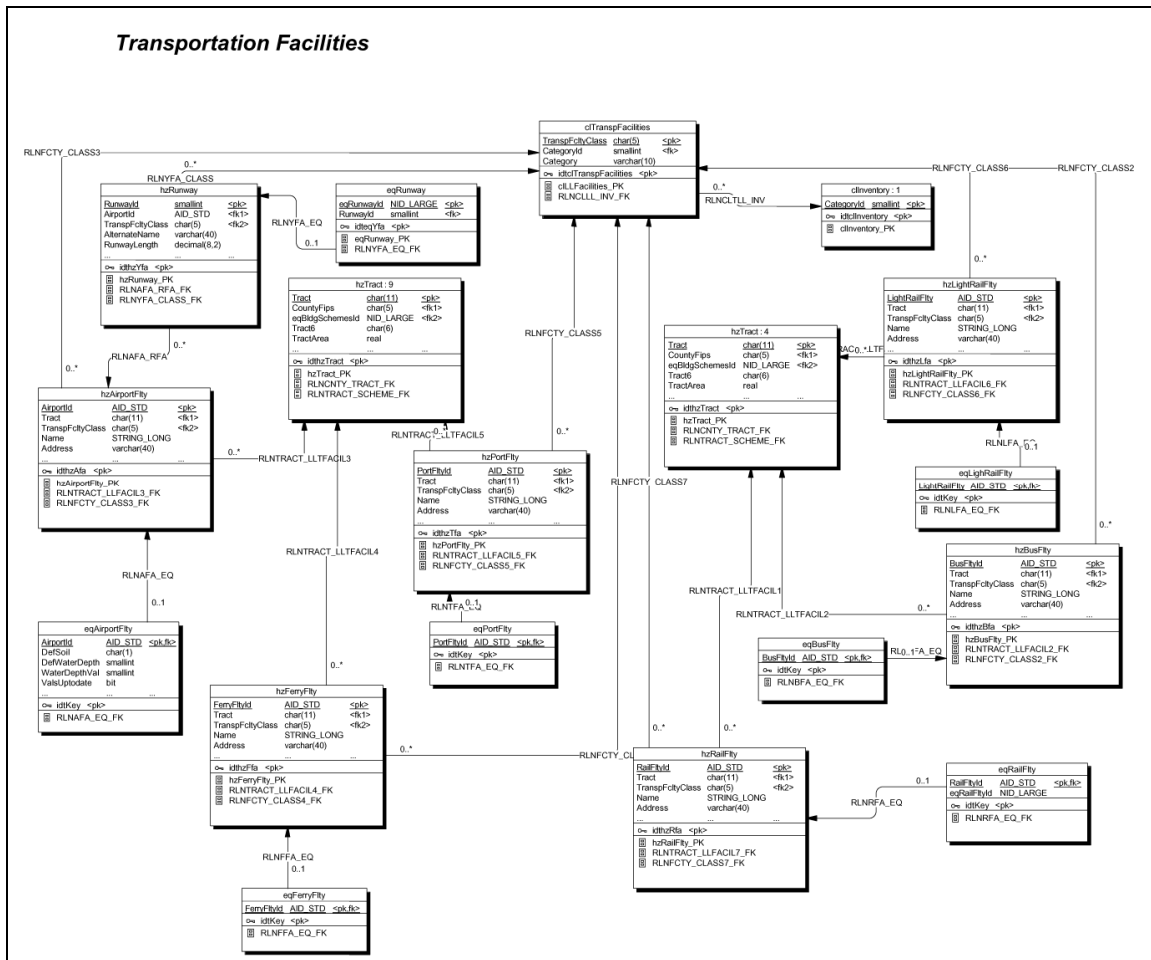 Transportation Facilities
clTranspFacilities
TranspFcltyClass char(5) <pk>
CategoryId smallint <fk>
Category varchar(10)
idtclTranspFacilities <pk>
clLLFacilities_PK
RLNCLLL_INV_FK
RLNFCTY_CLASS3
0..*
RLNYFA_CLASS
RLNFCTY_CLASS6
RLNFCTY_CLASS2
0..*
RLNCLTLL_INV
clInventory : 1
CategoryId smallint <pk>
idtclInventory <pk>
clInventory_PK
hzRunway
RunwayId smallint <pk>
AirportId AID_STD <fk1>
TranspFcltyClass char(5) <fk2>
AlternateName varchar(40)
RunwayLength decimal(8,2)
... ... ...
idthzYfa <pk>
hzRunway_PK
RLNAFA_RFA_FK
RLNYFA_CLASS_FK
RLNYFA_EQ
0..1
eqRunway
eqRunwayId NID_LARGE <pk>
RunwayId smallint <fk>
idteqYfa <pk>
eqRunway_PK
RLNYFA_EQ_FK
hzTract : 9
Tract char(11) <pk>
CountyFips char(5) <fk1>
eqBldgSchemesId NID_LARGE <fk2>
Tract6 char(6)
TractArea real
... ... ...
idthzTract <pk>
hzTract_PK
RLNCNTY_TRACT_FK
RLNTRACT_SCHEME_FK
RLNFCTY_CLASS5
0..*
hzLightRailFlty
LightRailFlty AID_STD <pk>
Tract char(11) <fk1>
TranspFcltyClass char(5) <fk2>
Name STRING_LONG
Address varchar(40)
... ... ...
idthzLfa <pk>
hzLightRailFlty_PK
RLNTRACT_LLFACIL6_FK
RLNFCTY_CLASS6_FK
hzTract : 4
Tract char(11) <pk>
CountyFips char(5) <fk1>
eqBldgSchemesId NID_LARGE <fk2>
Tract6 char(6)
TractArea real
... ... ...
idthzTract <pk>
hzTract_PK
RLNCNTY_TRACT_FK
RLNTRACT_SCHEME_FK
0..*
RLNAFA_RFA
0..*
0..*
hzAirportFlty
AirportId AID_STD <pk>
Tract char(11) <fk1>
TranspFcltyClass char(5) <fk2>
Name STRING_LONG
Address varchar(40)
... ... ...
idthzAfa <pk>
hzAirportFlty_PK
RLNTRACT_LLFACIL3_FK
RLNFCTY_CLASS3_FK
0..*
RLNTRACT_LLTFACIL3
RLNTRACT_LLTFACIL5
0..*
0..*
hzPortFlty
PortFltyId AID_STD <pk>
Tract char(11) <fk1>
TranspFcltyClass char(5) <fk2>
Name STRING_LONG
Address varchar(40)
... ... ...
idthzTfa <pk>
hzPortFlty_PK
RLNTRACT_LLFACIL5_FK
RLNFCTY_CLASS5_FK
RLNFCTY_CLASS7
0..1
eqLighRailFlty
LightRailFlty AID_STD <pk,fk>
idtKey <pk>
RLNLFA_EQ_FK
0..*
hzBusFlty
BusFltyId AID_STD <pk>
Tract char(11) <fk1>
TranspFcltyClass char(5) <fk2>
Name STRING_LONG
Address varchar(40)
... ... ...
idthzBfa <pk>
hzBusFlty_PK
RLNTRACT_LLFACIL2_FK
RLNFCTY_CLASS2_FK
RLNTRACT_LLTFACIL4
RLNAFA_EQ
0..1
eqAirportFlty
AirportId AID_STD <pk,fk>
DefSoil char(1)
DefWaterDepth smallint
WaterDepthVal smallint
ValsUptodate bit
... ... ...
idtKey <pk>
RLNAFA_EQ_FK
0..1
eqPortFlty
PortFltyId AID_STD <pk,fk>
idtKey <pk>
RLNTFA_EQ_FK
RLNTRACT_LLTFACIL1
RLNTRACT_LLTFACIL2
0..*
eqBusFlty
BusFltyId AID_STD <pk,fk>
idtKey <pk>
RLNBFA_EQ_FK
0..1
0..*
hzFerryFlty
FerryFltyId AID_STD <pk>
Tract char(11) <fk1>
TranspFcltyClass char(5) <fk2>
Name STRING_LONG
Address varchar(40)
... ... ...
idthzFfa <pk>
hzFerryFlty_PK
RLNTRACT_LLFACIL4_FK
RLNFCTY_CLASS4_FK
0..*
RLNFCTY_CL
0..*
0..*
hzRailFlty
RailFltyId AID_STD <pk>
Tract char(11) <fk1>
TranspFcltyClass char(5) <fk2>
Name STRING_LONG
Address varchar(40)
... ... ...
idthzRfa <pk>
hzRailFlty_PK
RLNTRACT_LLFACIL7_FK
RLNFCTY_CLASS7_FK
RLNRFA_EQ
0..1
eqRailFlty
RailFltyId AID_STD <pk,fk>
eqRailFltyId NID_LARGE
idtKey <pk>
RLNRFA_EQ_FK
RLNFFA_EQ
0..1
eqFerryFlty
FerryFltyId AID_STD <pk,fk>
idtKey <pk>
RLNFFA_EQ_FK